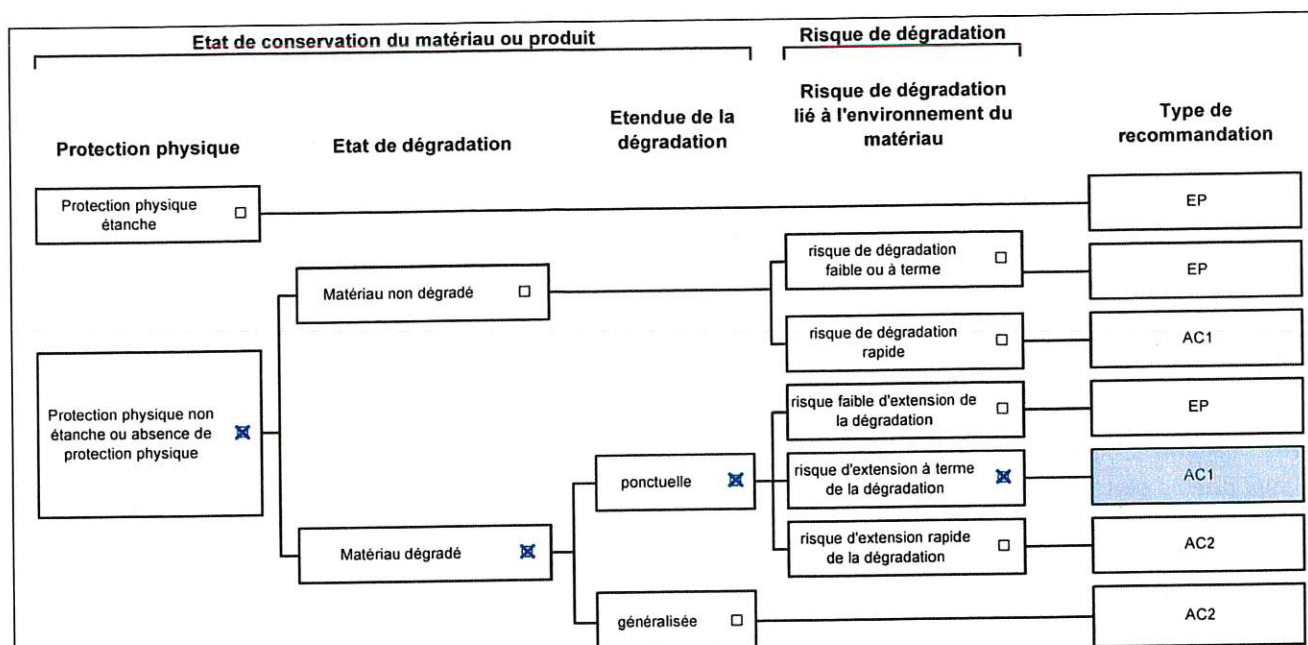 Etat de conservation du matériau ou produit
Risque de dégradation
Protection physique
Etat de dégradation
Etendue de la
dégradation
Risque de dégradation
lié à l'environnement du
matériau
Type de
recommandation
Protection physique
étanche
EP
Matériau non dégradé
risque de dégradation
faible ou à terme
EP
risque de dégradation
rapide
AC1
Protection physique non
étanche ou absence de
protection physique
risque faible d'extension de
la dégradation
EP
ponctuelle
risque d'extension à terme
de la dégradation
AC1
Matériau dégradé
risque d'extension rapide
de la dégradation
AC2
généralisée
AC2